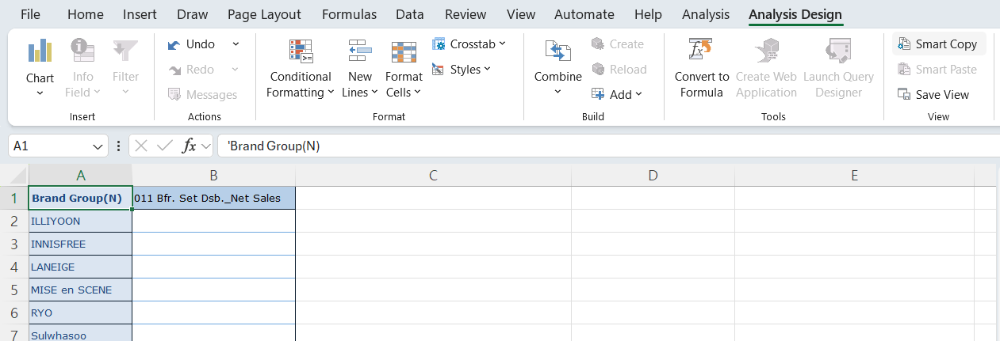 File Home Insert Draw Page Layout Formulas Data Review View Automate Help Analysis Analysis Design
Chart
Info
Field
Filter
Insert
Undo
Redo
Messages
Actions
Conditional
Formatting
New
Lines
Format
Cells
Crosstab
Styles
Format
Combine
Create
Reload
Add
Build
Convert to
Formula
Create Web
Application
Launch Query
Designer
Tools
Smart Copy
Smart Paste
Save View
View
A1 fx 'Brand Group(N)
A B C D E
1 Brand Group(N) 011 Bfr. Set Dsb._Net Sales
2 ILLIYOON
3 INNISFREE
4 LANEIGE
5 MISE en SCENE
6 RYO
7 Sulwhasoo